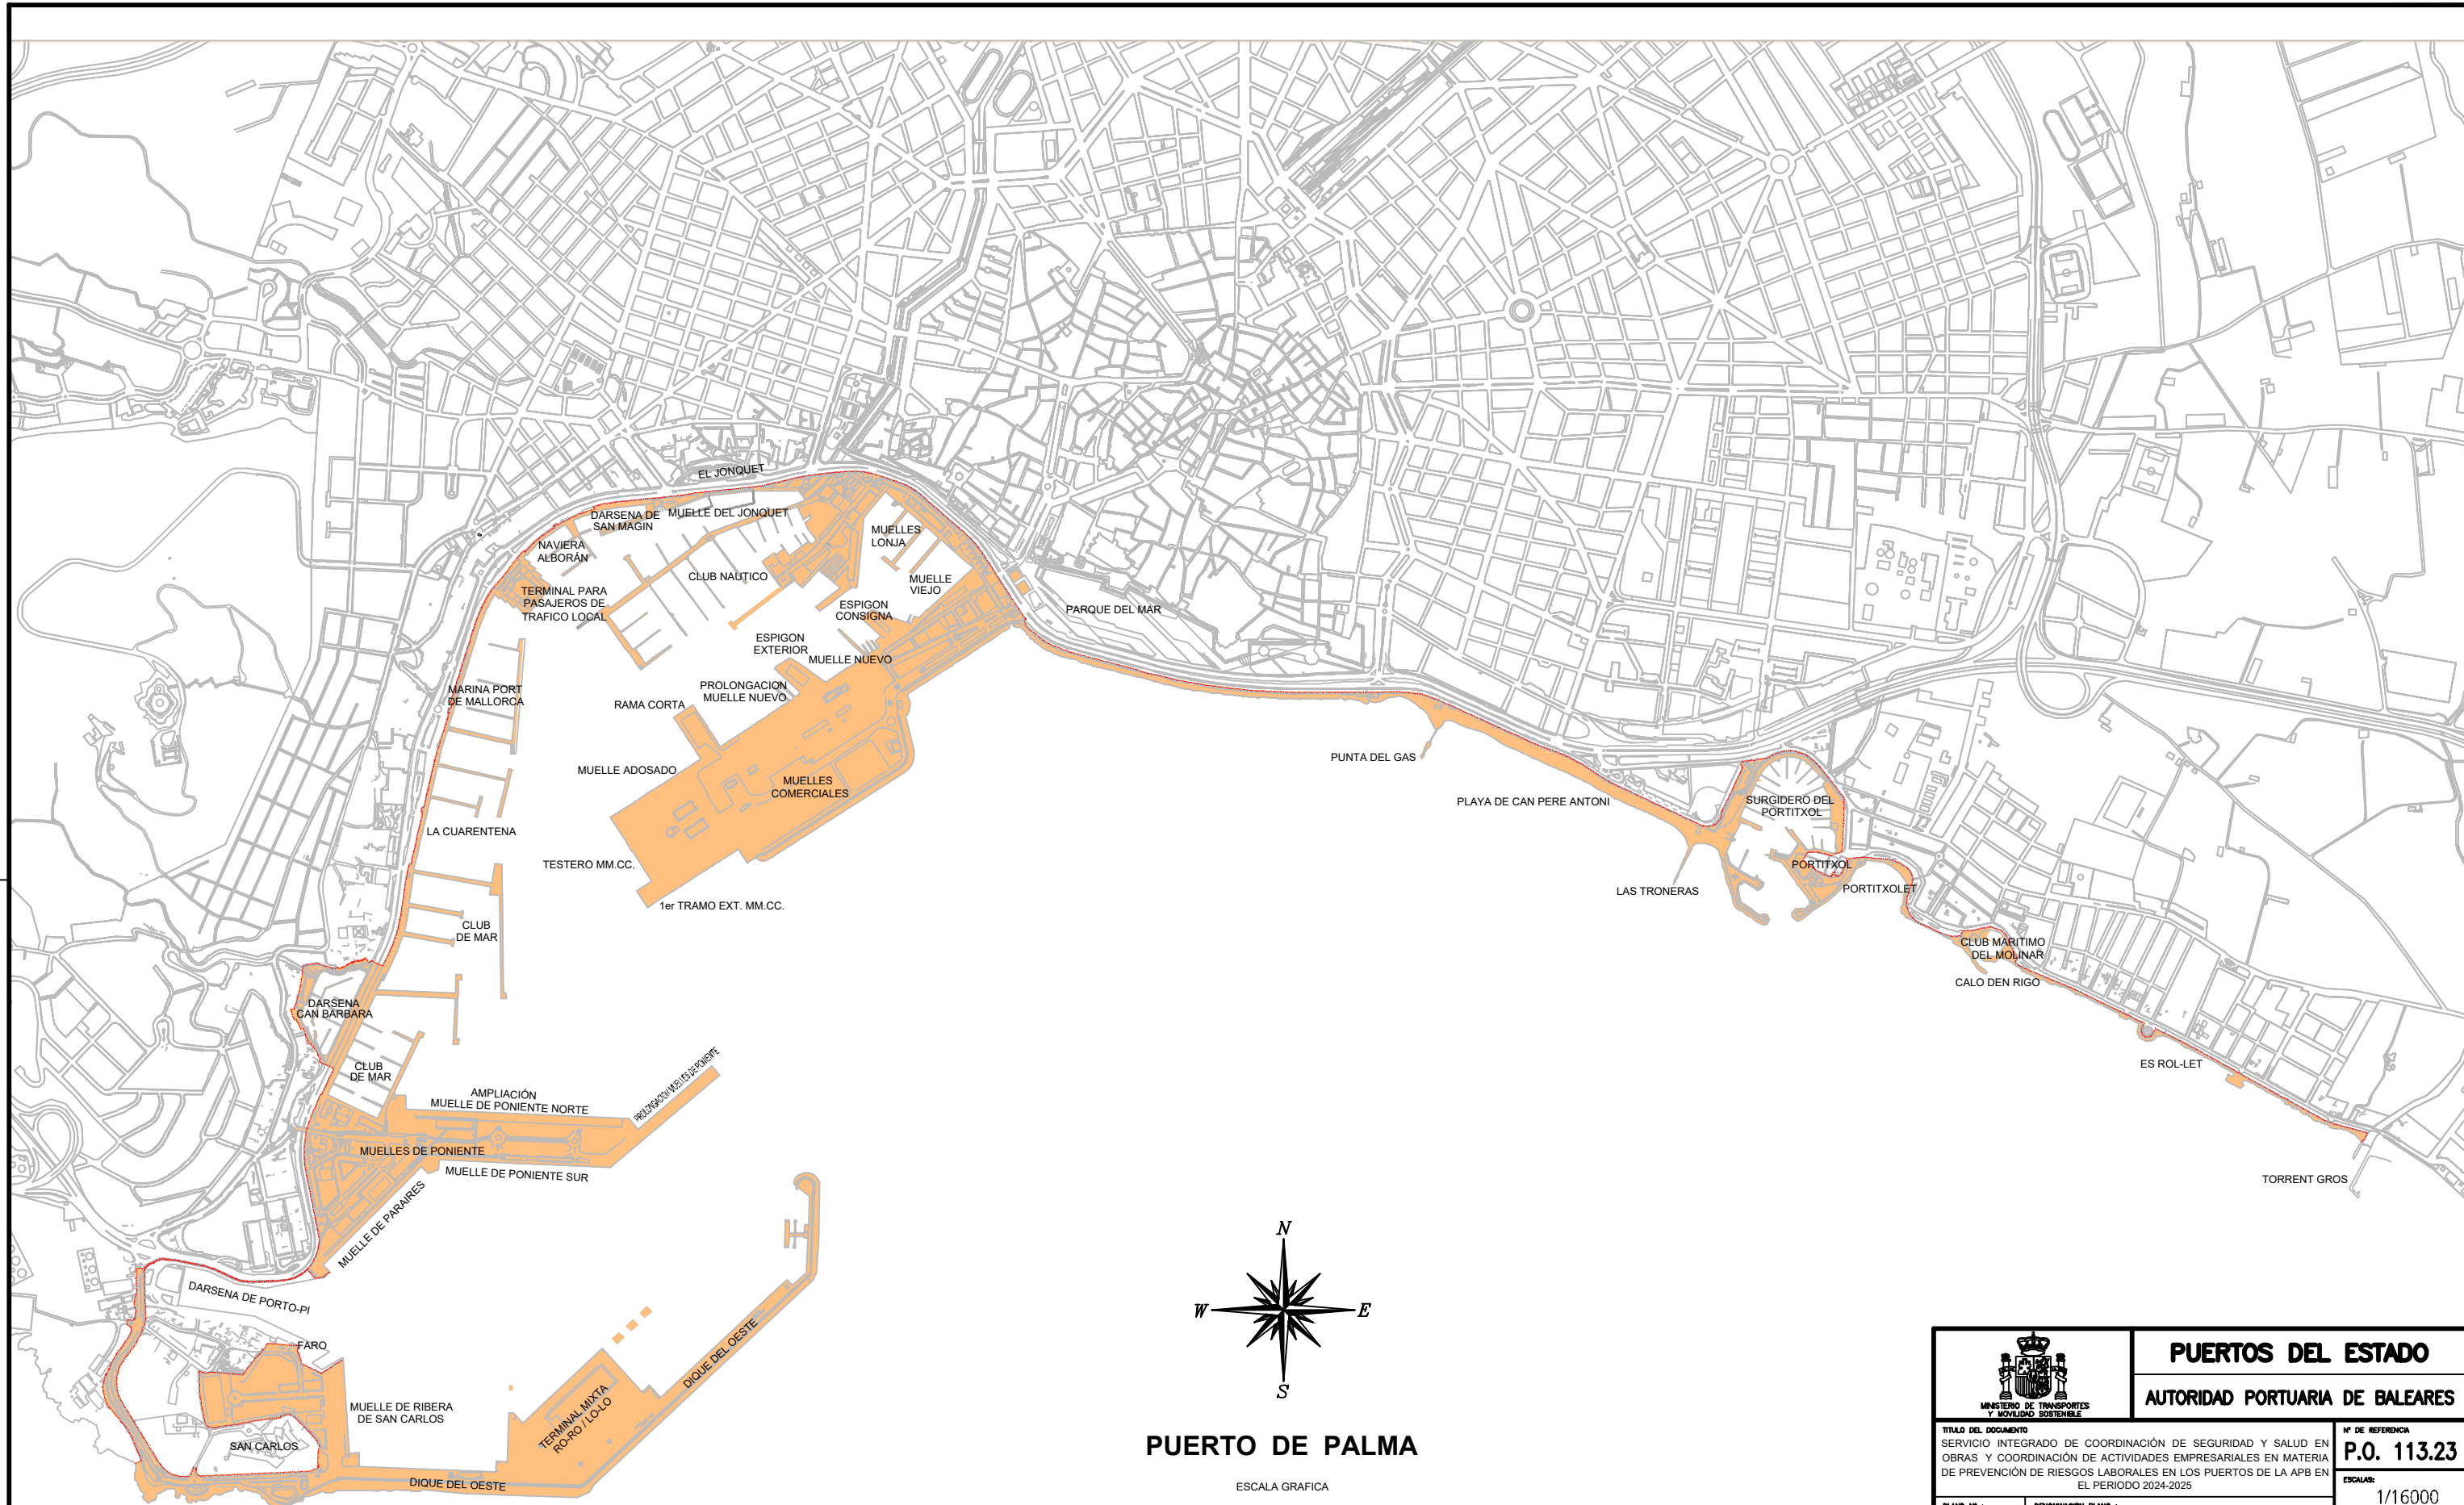 EL JONQUET
DARSENA DE
SAN MAGIN
MUELLE DEL JONQUET
MUELLES
LONJA
NAVIERA
ALBORÁN
CLUB NAUTICO
MUELLE
VIEJO
TERMINAL PARA
PASAJEROS DE
TRAFICO LOCAL
ESPIGON
CONSIGNA
PARQUE DEL MAR
ESPIGON
EXTERIOR
MUELLE NUEVO
PROLONGACION
MUELLE NUEVO
MARINA PORT
DE MALLORCA
RAMA CORTA
MUELLE ADOSADO
MUELLES
COMERCIALES
PUNTA DEL GAS
PLAYA DE CAN PERE ANTONI
SURGIDERO DEL
PORTITXOL
LA CUARENTENA
TESTERO MM.CC.
1er TRAMO EXT. MM.CC.
PORTITXOL
PORTITXOLET
LAS TRONERAS
CLUB
DE MAR
CLUB MARITIMO
DEL MOLINAR
CALO DEN RIGO
DARSENA
CAN BARBARA
CLUB
DE MAR
ES ROL-LET
AMPLIACIÓN
MUELLE DE PONIENTE NORTE
PROLONGACION MUELLES DE PONIENTE
MUELLES DE PONIENTE
MUELLE DE PONIENTE SUR
MUELLE DE PARAIRES
TORRENT GROS
DARSENA DE PORTO-PI
FARO
MUELLE DE RIBERA
DE SAN CARLOS
SAN CARLOS
TERMINAL MIXTA
RO-RO / LO-LO
DIQUE DEL OESTE
DIQUE DEL OESTE
N
W
E
S
PUERTO DE PALMA
ESCALA GRAFICA
MINISTERIO DE TRANSPORTES
Y MOVILIDAD SOSTENIBLE
PUERTOS DEL ESTADO
AUTORIDAD PORTUARIA DE BALEARES
TITULO DEL DOCUMENTO
SERVICIO INTEGRADO DE COORDINACIÓN DE SEGURIDAD Y SALUD EN
OBRAS Y COORDINACIÓN DE ACTIVIDADES EMPRESARIALES EN MATERIA
DE PREVENCIÓN DE RIESGOS LABORALES EN LOS PUERTOS DE LA APB EN
EL PERIODO 2024-2025
Nº DE REFERENCIA
P.O. 113.23
ESCALAS:
1/16000